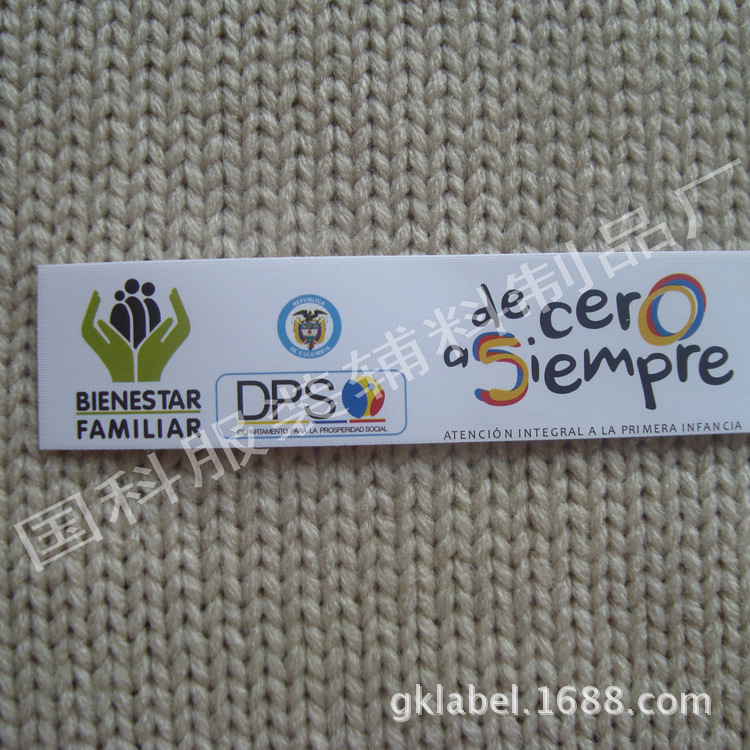 BIENESTAR
FAMILIAR
REPÚBLICA
DE COLOMBIA
DPS
DEPARTAMENTO PARA LA PROSPERIDAD SOCIAL
de cero
a Siempre
ATENCIÓN INTEGRAL A LA PRIMERA INFANCIA
国科服装辅料制品厂
gklabel.1688.com